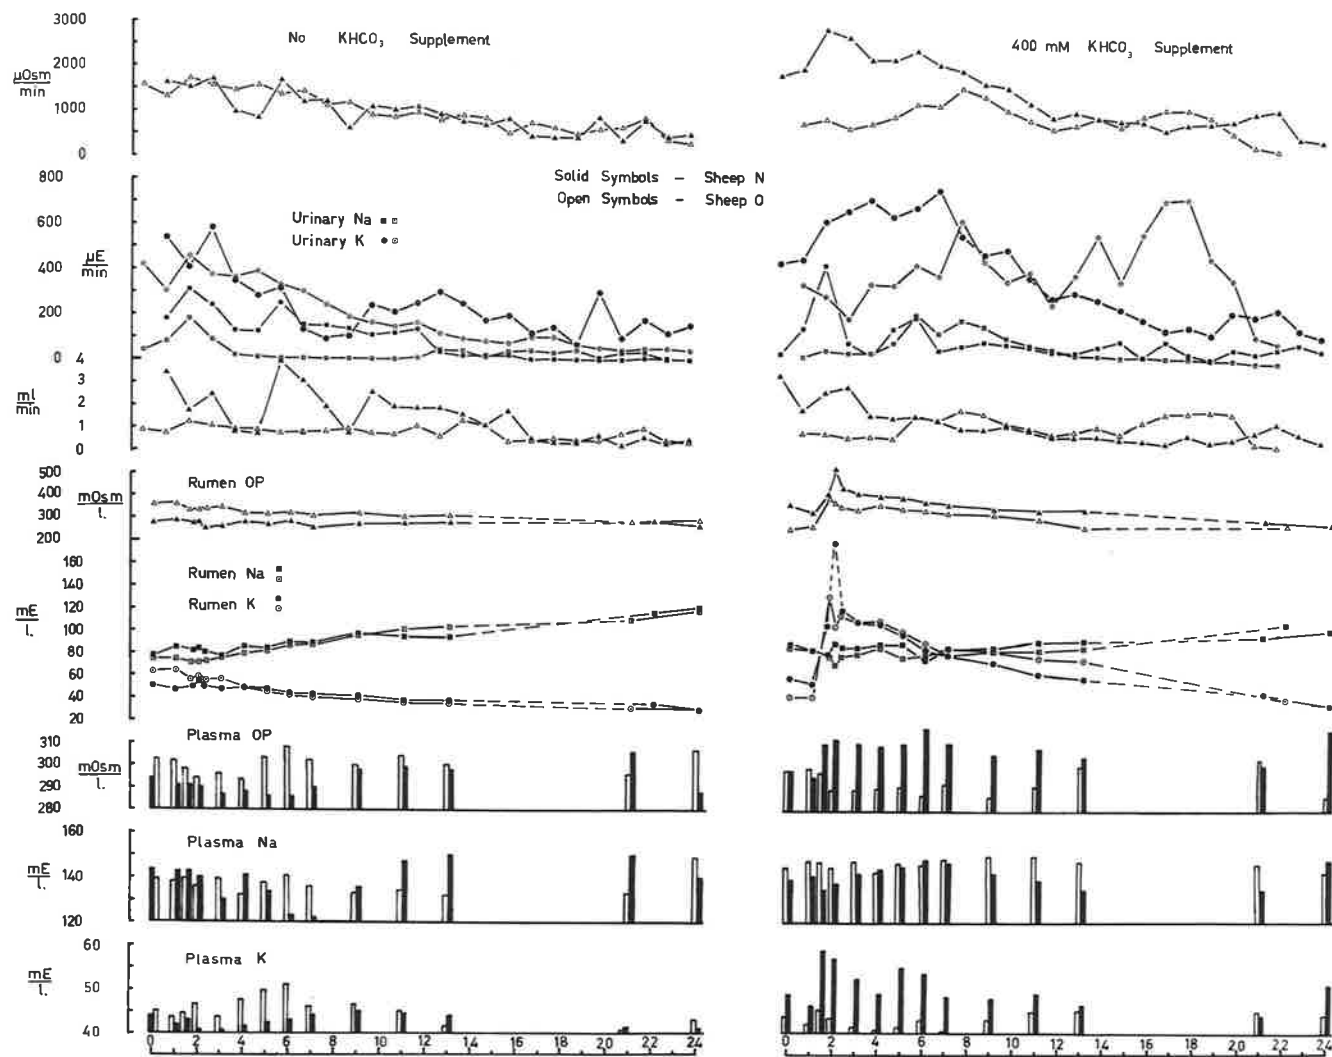 No KHCO₃ Supplement
400 mM KHCO₃ Supplement
3000
2000
1000
0
µOsm
min
Solid Symbols – Sheep N
Open Symbols – Sheep O
800
600
400
200
0
µE
min
Urinary Na
Urinary K
4
3
2
1
0
ml
min
Rumen OP
500
400
300
200
mOsm
l.
Rumen Na
Rumen K
160
140
120
100
80
60
40
20
mE
l.
Plasma OP
310
300
290
280
mOsm
l.
Plasma Na
160
140
120
mE
l.
Plasma K
60
50
40
mE
l.
0 2 4 6 8 10 12 14 16 18 20 22 24
0 2 4 6 8 10 12 14 16 18 20 22 24